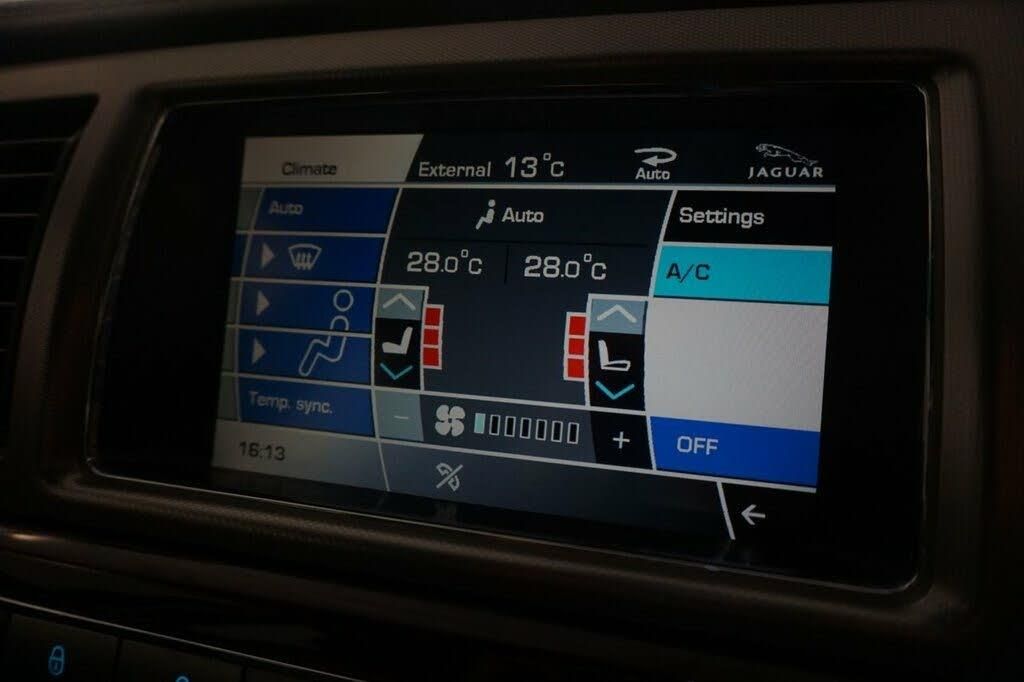 Climate
External 13°C
Auto
JAGUAR
Auto
Auto
Settings
28.0°C
28.0°C
A/C
Temp. sync.
− +
OFF
16:13